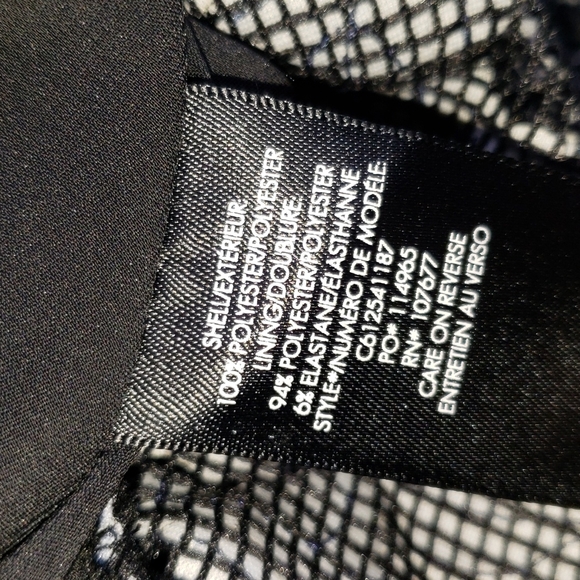 SHELL/EXTERIEUR:
100% POLYESTER/POLYESTER
LINING/DOUBLURE:
94% POLYESTER/POLYESTER
6% ELASTANE/ELASTHANNE
STYLE#/NUMÉRO DE MODÈLE:
C612541187
PO# 114965
RN# 107677
CARE ON REVERSE
ENTRETIEN AU VERSO